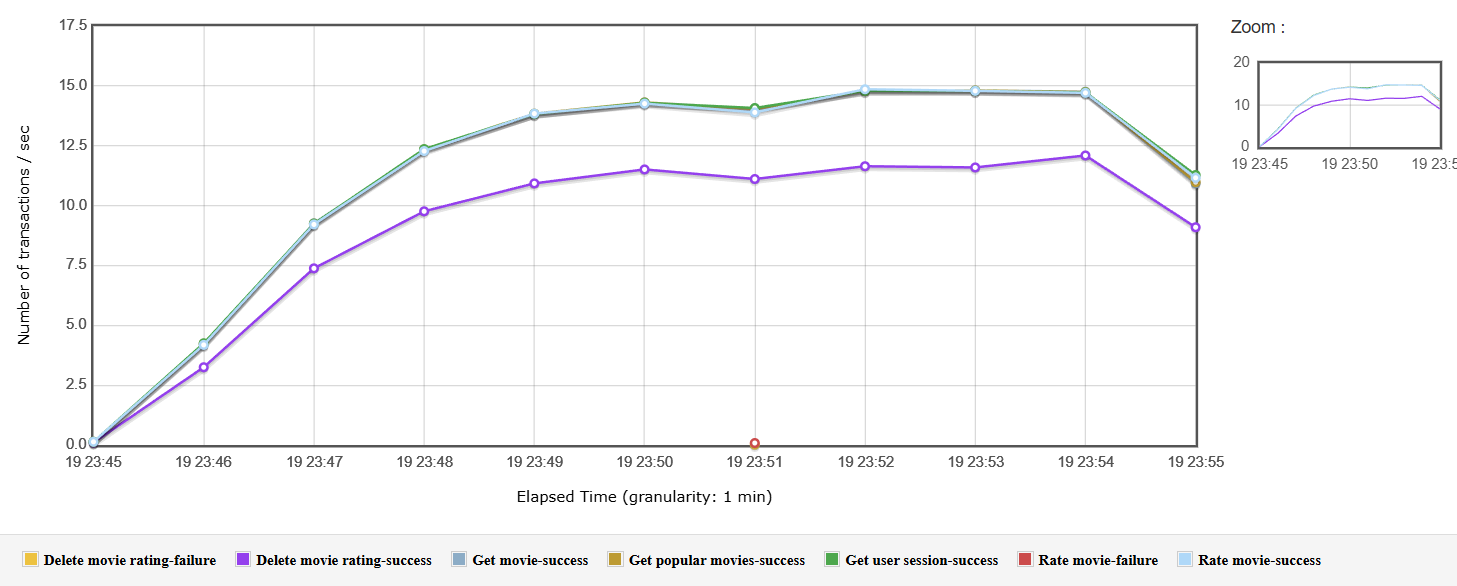 17.5
15.0
12.5
10.0
7.5
5.0
2.5
0.0
Number of transactions / sec
19 23:45 19 23:46 19 23:47 19 23:48 19 23:49 19 23:50 19 23:51 19 23:52 19 23:53 19 23:54 19 23:55
Elapsed Time (granularity: 1 min)
Zoom :
20
10
0
19 23:45 19 23:50 19 23:5
Delete movie rating-failure Delete movie rating-success Get movie-success Get popular movies-success Get user session-success Rate movie-failure Rate movie-success